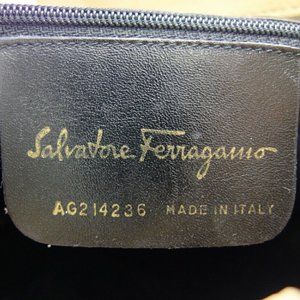 Salvatore Ferragamo
AG214236 MADE IN ITALY